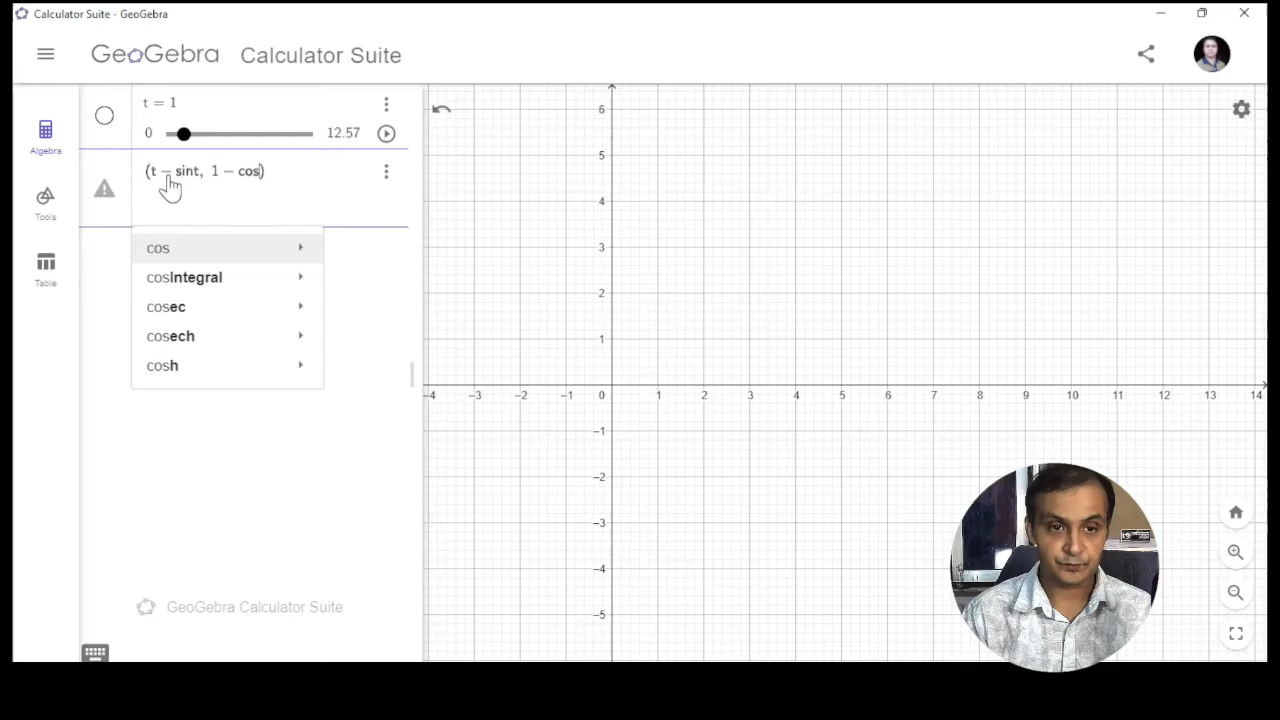 Calculator Suite - GeoGebra
GeoGebra Calculator Suite
t = 1
0 12.57
Algebra
(t − sint, 1 − cos)
Tools
Table
cos
cosIntegral
cosec
cosech
cosh
GeoGebra Calculator Suite
6
5
4
3
2
1
−4 −3 −2 −1 0 1 2 3 4 5 6 7 8 9 10 11 12 13 14
−1
−2
−3
−4
−5